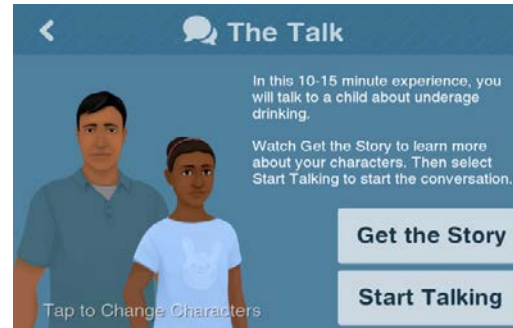 The Talk
In this 10-15 minute experience, you
will talk to a child about underage
drinking.
Watch Get the Story to learn more
about your characters. Then select
Start Talking to start the conversation.
Get the Story
Start Talking
Tap to Change Characters